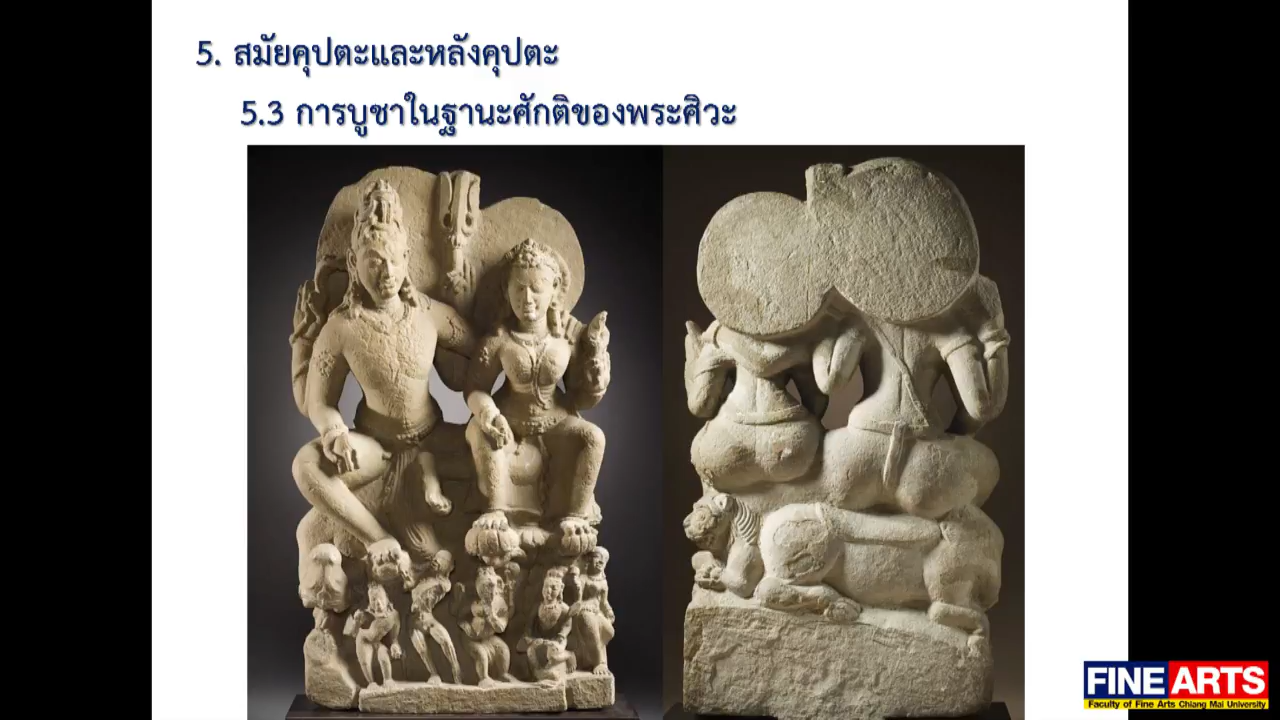 5. สมัยคุปตะและหลังคุปตะ
5.3 การบูชาในฐานะศักติของพระศิวะ
FINE ARTS
Faculty of Fine Arts Chiang Mai University